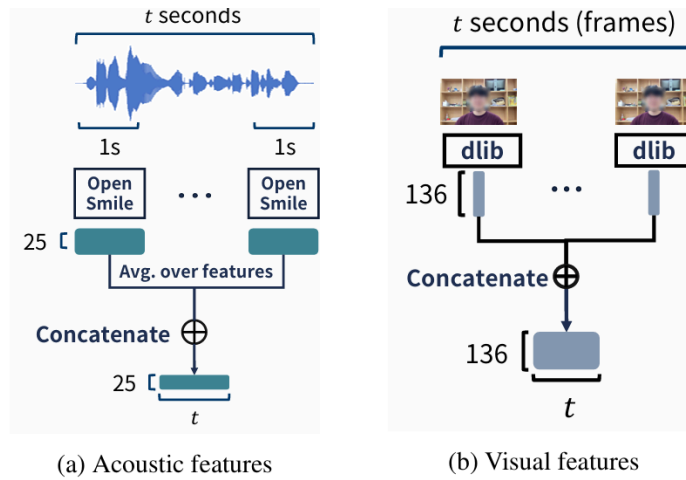 t seconds
1s
1s
Open
Smile
• • •
Open
Smile
25
Avg. over features
Concatenate
25
t
(a) Acoustic features
t seconds (frames)
dlib
dlib
136
• • •
Concatenate
136
t
(b) Visual features